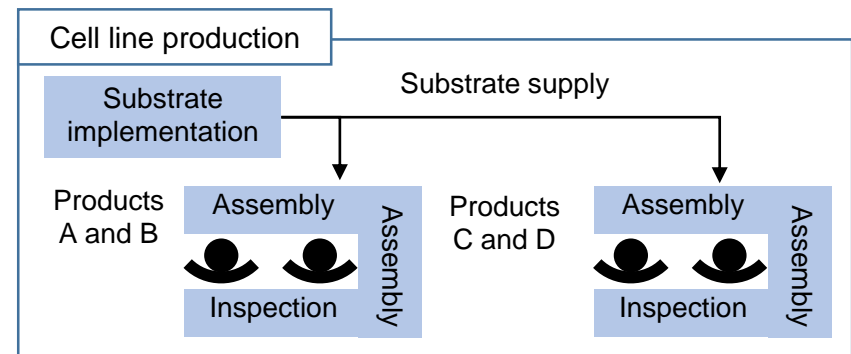 Cell line production
Substrate
implementation
Substrate supply
Products
A and B
Assembly
Assembly
Inspection
Products
C and D
Assembly
Assembly
Inspection